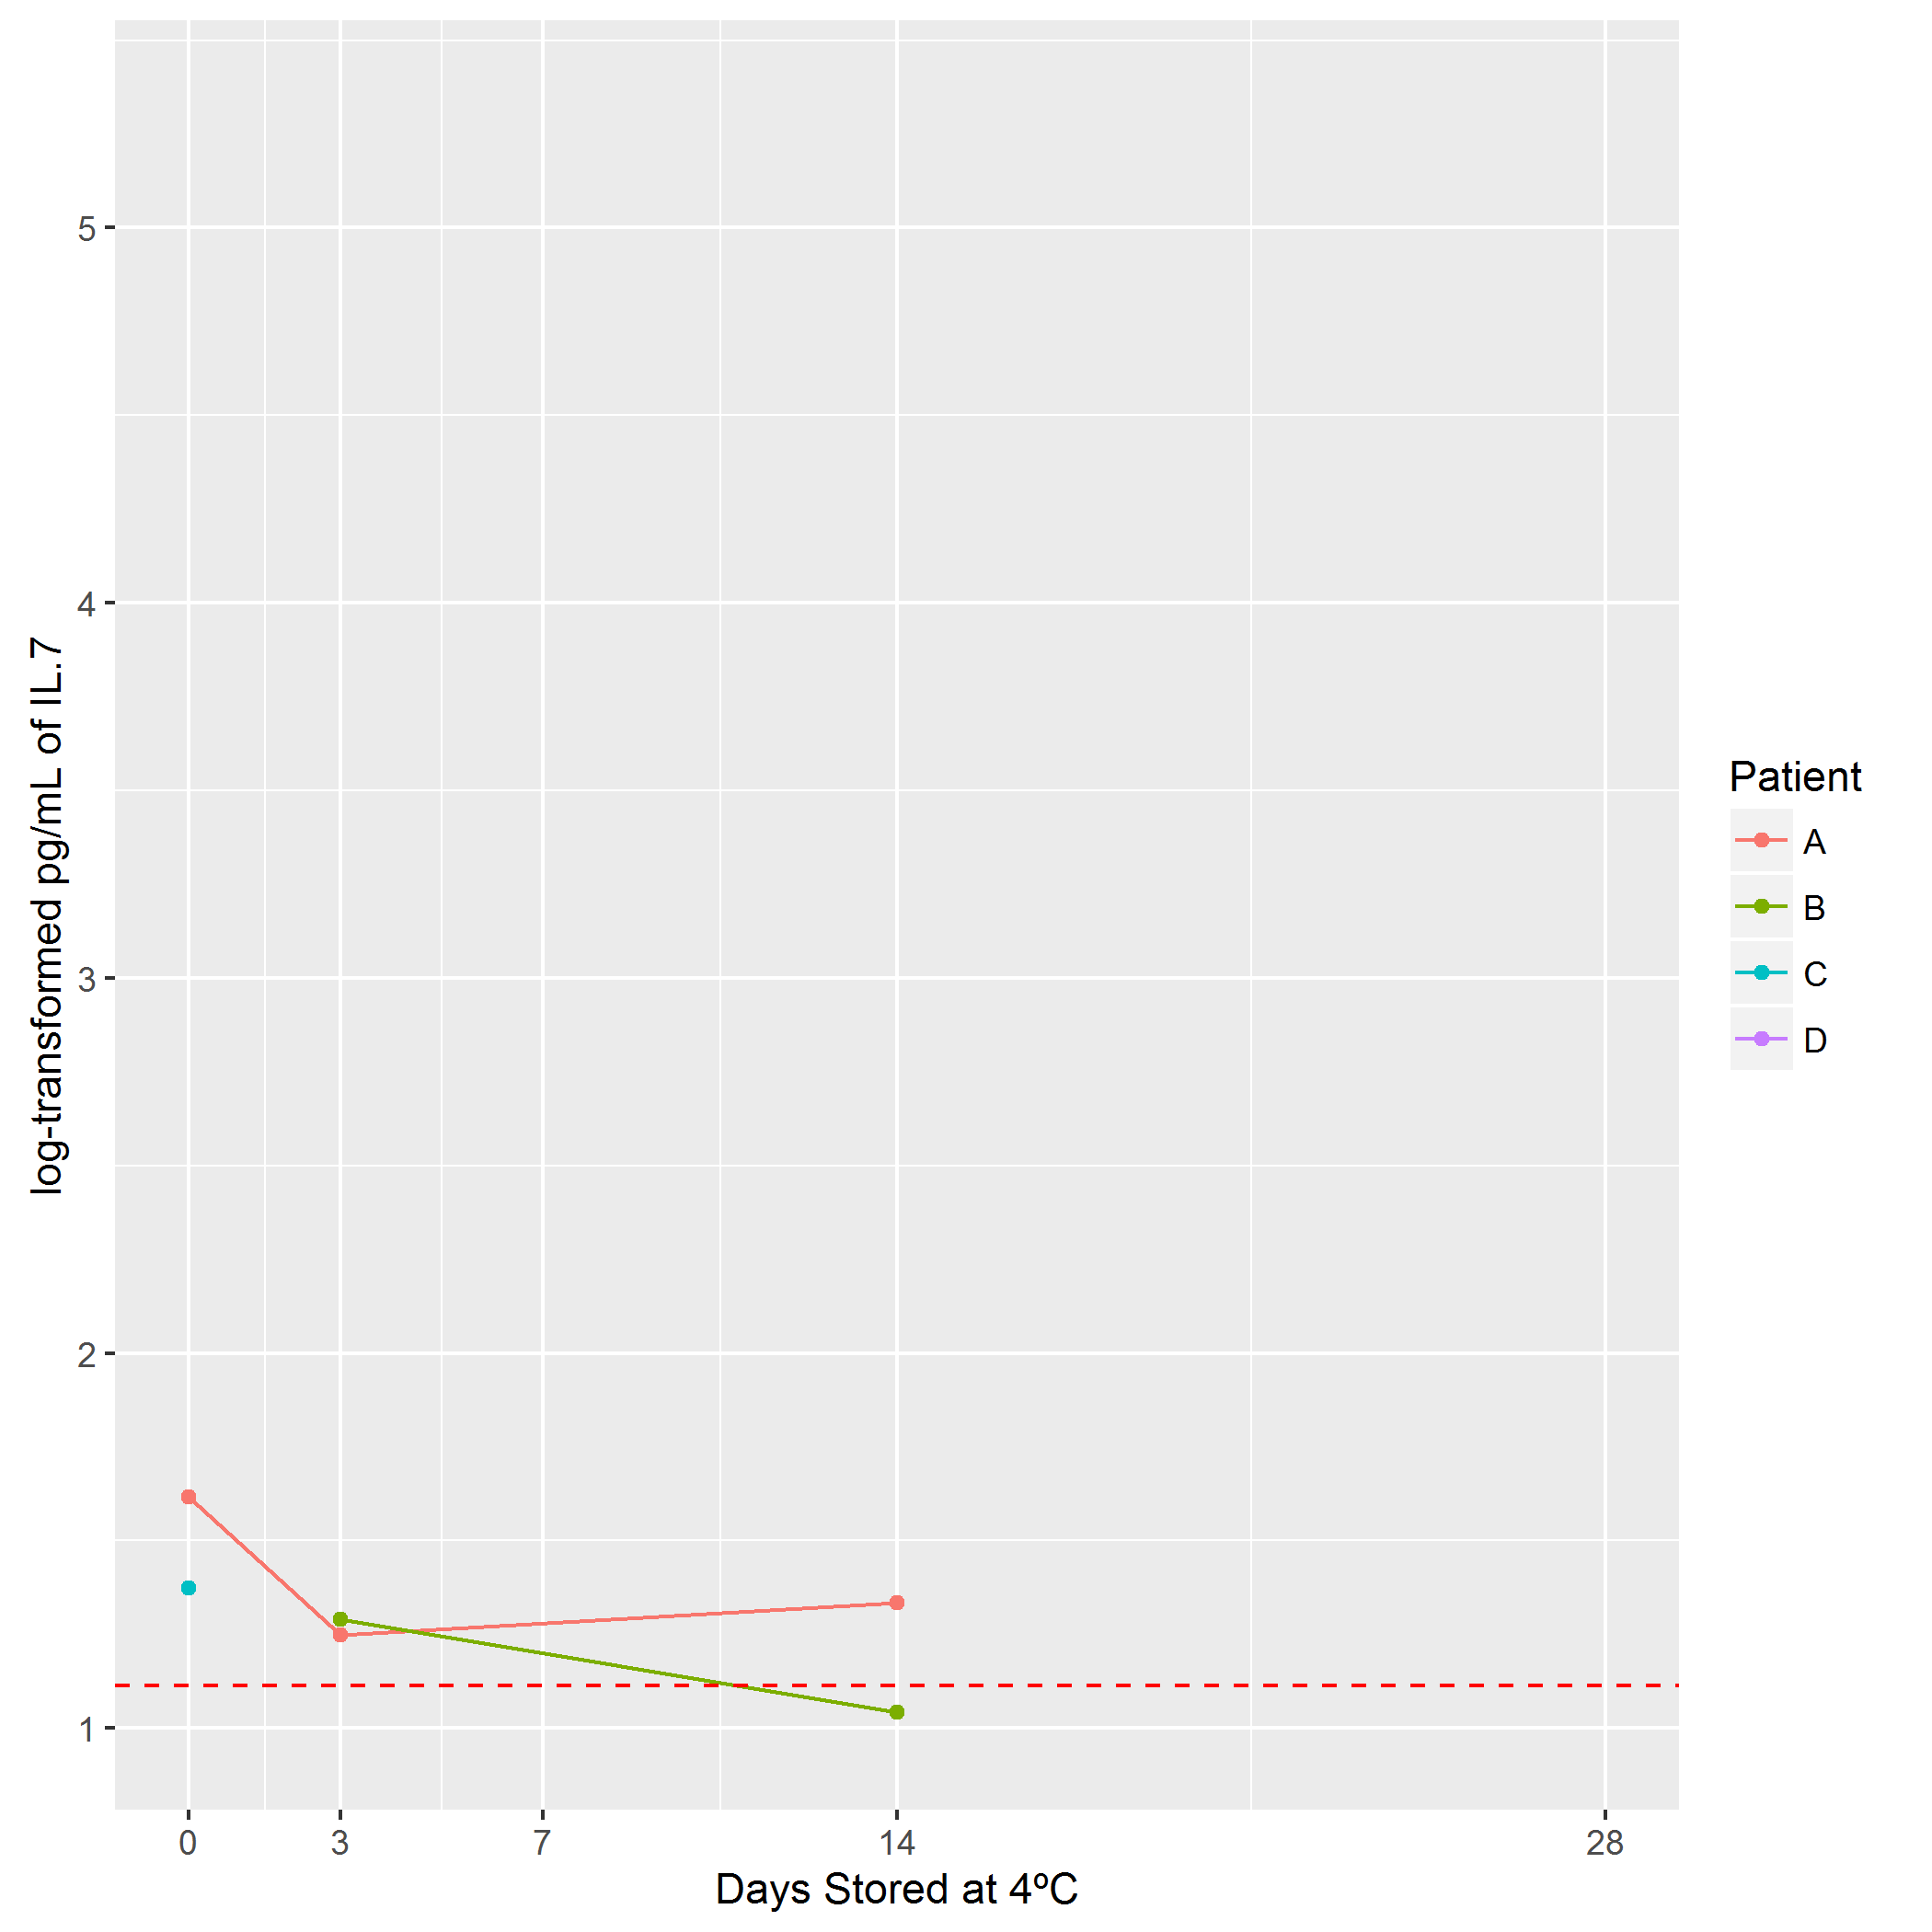 log-transformed pg/mL of IL.7
5
4
3
2
1
0 3 7 14 28
Days Stored at 4ºC
Patient
A
B
C
D